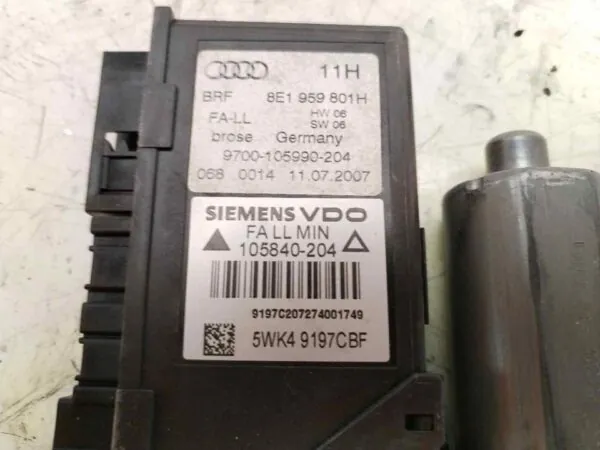 11H
BRF 8E1 959 801H
FA-LL HW 06
SW 06
brose Germany
9700-105990-204
068 0014 11.07.2007
SIEMENS VDO
FA LL MIN
105840-204
9197C207274001749
5WK4 9197CBF